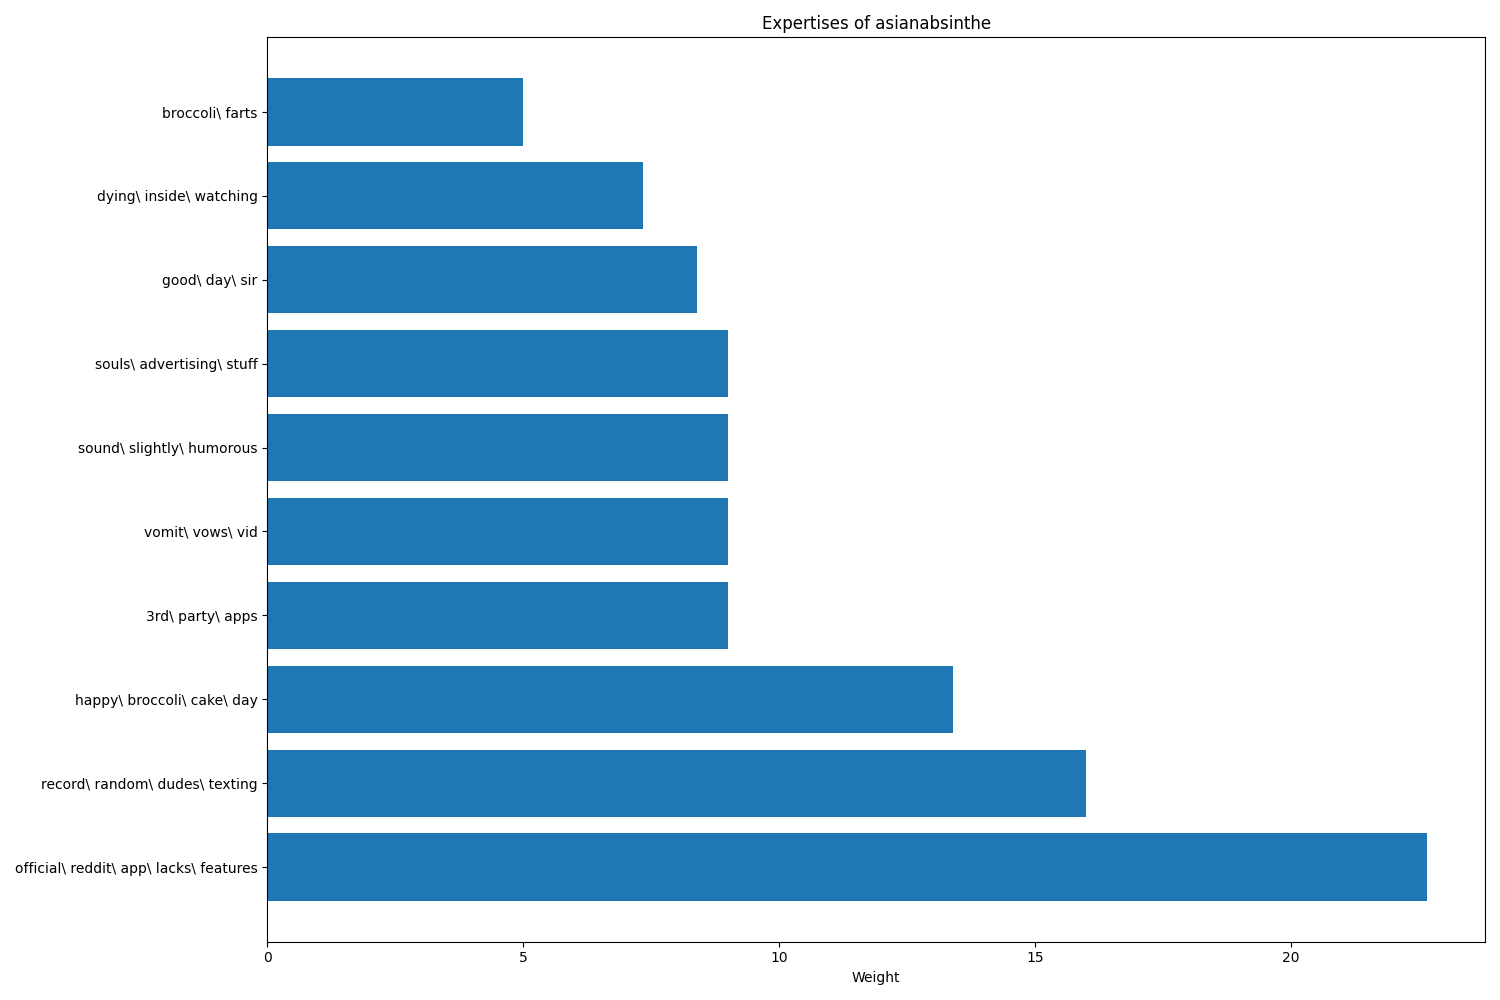 Expertises of asianabsinthe
broccoli\ farts
dying\ inside\ watching
good\ day\ sir
souls\ advertising\ stuff
sound\ slightly\ humorous
vomit\ vows\ vid
3rd\ party\ apps
happy\ broccoli\ cake\ day
record\ random\ dudes\ texting
official\ reddit\ app\ lacks\ features
0 5 10 15 20
Weight